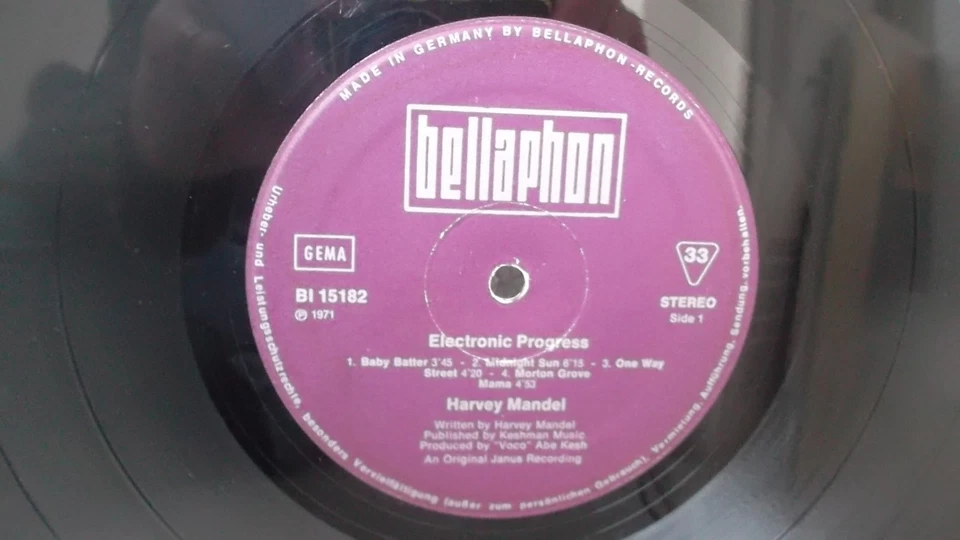 MADE IN GERMANY BY BELLAPHON-RECORDS
bellaphon
GEMA
33
BI 15182
STEREO
℗ 1971
Side 1
Electronic Progress
1. Baby Batter 3'45 - 2. Midnight Sun 6'15 - 3. One Way
Street 4'20 - 4. Morton Grove
Mama 4'53
Harvey Mandel
Written by Harvey Mandel
Published by Keshman Music
Produced by "Voco" Abe Kesh
An Original Janus Recording
Urheber- und Leistungsschutzrechte, besonders Vervielfältigung (außer zum persönlichen Gebrauch), Vermietung, Aufführung, Sendung, vorbehalten.